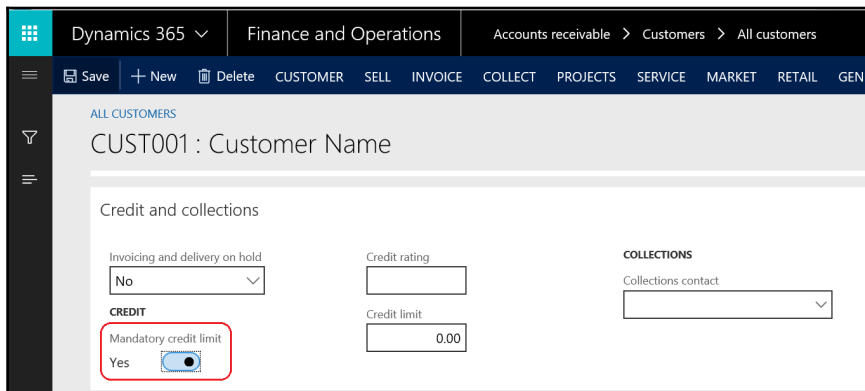 Dynamics 365 Finance and Operations Accounts receivable > Customers > All customers
Save + New Delete CUSTOMER SELL INVOICE COLLECT PROJECTS SERVICE MARKET RETAIL GEN
ALL CUSTOMERS
CUST001 : Customer Name
Credit and collections
Invoicing and delivery on hold Credit rating COLLECTIONS
No Collections contact
CREDIT Credit limit
Mandatory credit limit 0.00
Yes